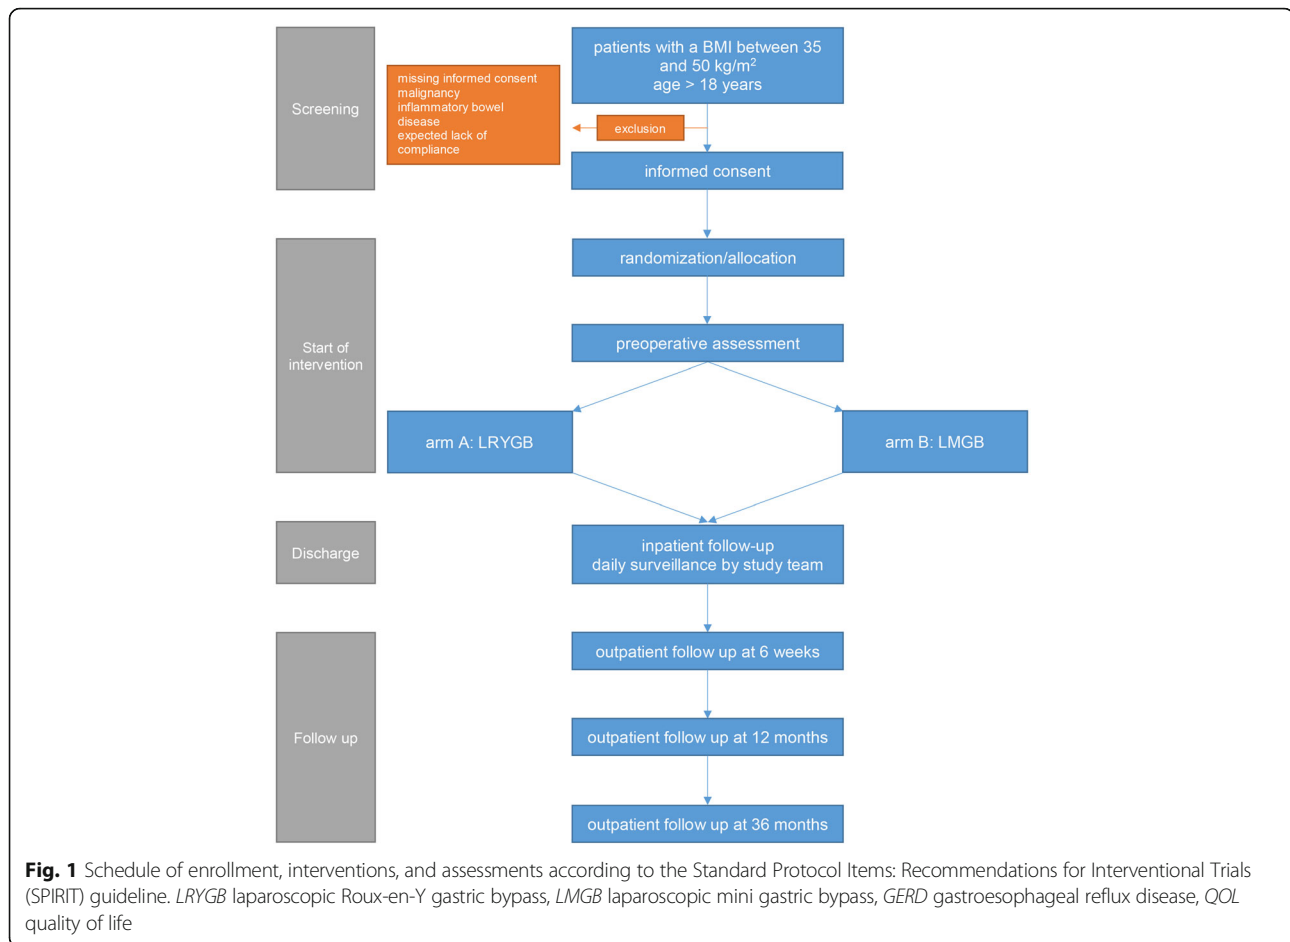 Screening
patients with a BMI between 35
and 50 kg/m²
age > 18 years
missing informed consent
malignancy
inflammatory bowel
disease
expected lack of
compliance
exclusion
informed consent
Start of
intervention
randomization/allocation
preoperative assessment
arm A: LRYGB
arm B: LMGB
Discharge
inpatient follow-up
daily surveillance by study team
Follow up
outpatient follow up at 6 weeks
outpatient follow up at 12 months
outpatient follow up at 36 months
Fig. 1 Schedule of enrollment, interventions, and assessments according to the Standard Protocol Items: Recommendations for Interventional Trials
(SPIRIT) guideline. LRYGB laparoscopic Roux-en-Y gastric bypass, LMGB laparoscopic mini gastric bypass, GERD gastroesophageal reflux disease, QOL
quality of life